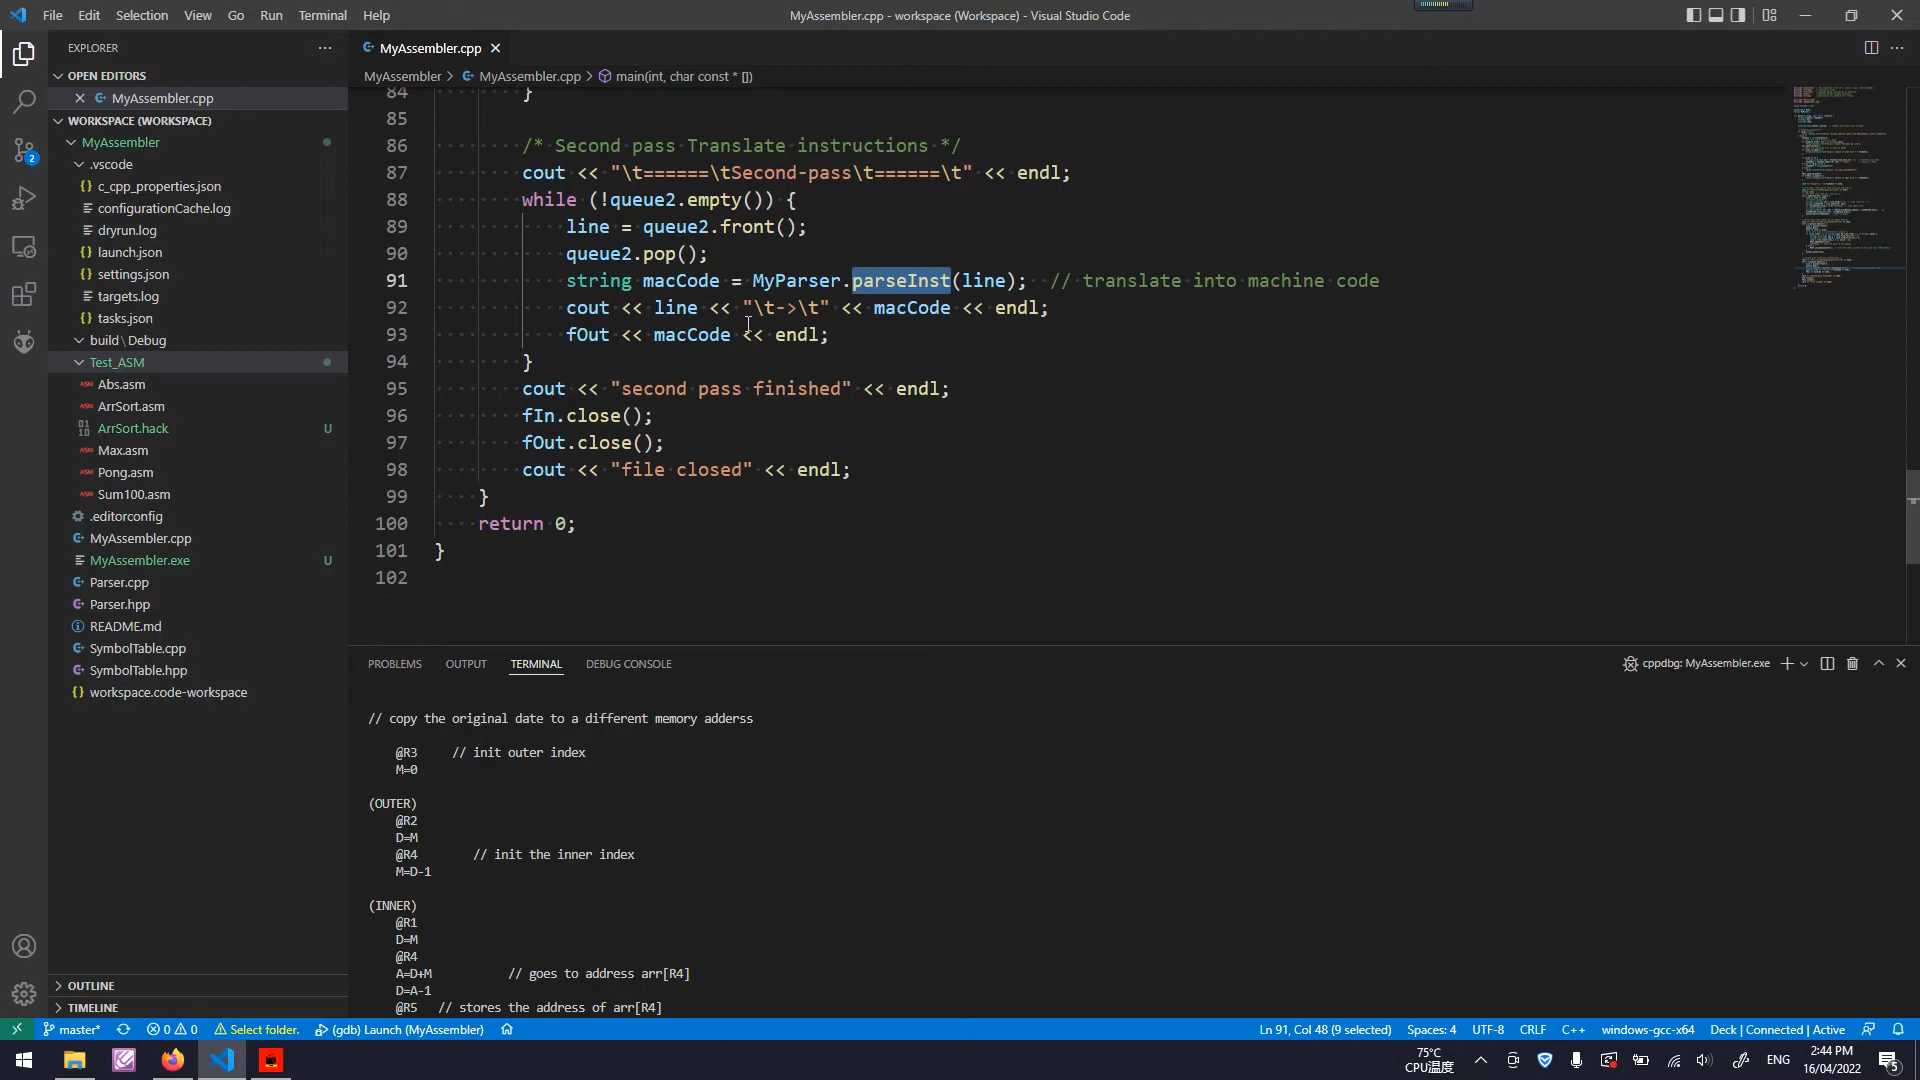 File Edit Selection View Go Run Terminal Help
MyAssembler.cpp - workspace (Workspace) - Visual Studio Code
EXPLORER
OPEN EDITORS
MyAssembler.cpp
WORKSPACE (WORKSPACE)
MyAssembler
.vscode
c_cpp_properties.json
configurationCache.log
dryrun.log
launch.json
settings.json
targets.log
tasks.json
build\Debug
Test_ASM
Abs.asm
ArrSort.asm
ArrSort.hack U
Max.asm
Pong.asm
Sum100.asm
.editorconfig
MyAssembler.cpp
MyAssembler.exe U
Parser.cpp
Parser.hpp
README.md
SymbolTable.cpp
SymbolTable.hpp
workspace.code-workspace
OUTLINE
TIMELINE
2
MyAssembler.cpp
MyAssembler > MyAssembler.cpp > main(int, char const * [])
84 }
85
86 /* Second pass Translate instructions */
87 cout << "\t======\tSecond-pass\t======\t" << endl;
88 while (!queue2.empty()) {
89 line = queue2.front();
90 queue2.pop();
91 string macCode = MyParser.parseInst(line); // translate into machine code
92 cout << line << "\t->\t" << macCode << endl;
93 fOut << macCode << endl;
94 }
95 cout << "second pass finished" << endl;
96 fIn.close();
97 fOut.close();
98 cout << "file closed" << endl;
99 }
100 return 0;
101 }
102
PROBLEMS OUTPUT TERMINAL DEBUG CONSOLE
cppdbg: MyAssembler.exe
// copy the original date to a different memory adderss
@R3 // init outer index
M=0
(OUTER)
@R2
D=M
@R4 // init the inner index
M=D-1
(INNER)
@R1
D=M
@R4
A=D+M // goes to address arr[R4]
D=A-1
@R5 // stores the address of arr[R4]
master* 0 0 Select folder. (gdb) Launch (MyAssembler)
Ln 91, Col 48 (9 selected) Spaces: 4 UTF-8 CRLF C++ windows-gcc-x64 Deck | Connected | Active
75℃
CPU温度
ENG
2:44 PM
16/04/2022
5